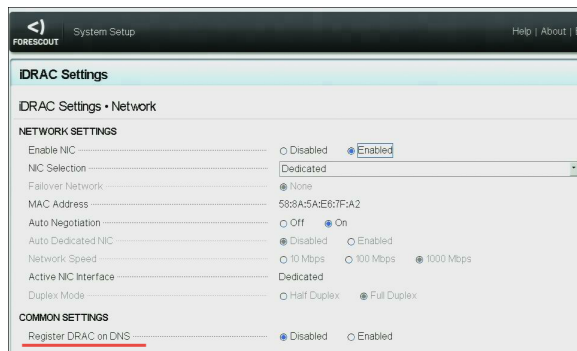 <)
FORESCOUT
System Setup
Help | About |
iDRAC Settings
iDRAC Settings • Network
NETWORK SETTINGS
Enable NIC Disabled Enabled
NIC Selection Dedicated
Failover Network None
MAC Address 58:8A:5A:E6:7F:A2
Auto Negotiation Off On
Auto Dedicated NIC Disabled Enabled
Network Speed 10 Mbps 100 Mbps 1000 Mbps
Active NIC Interface Dedicated
Duplex Mode Half Duplex Full Duplex
COMMON SETTINGS
Register DRAC on DNS Disabled Enabled